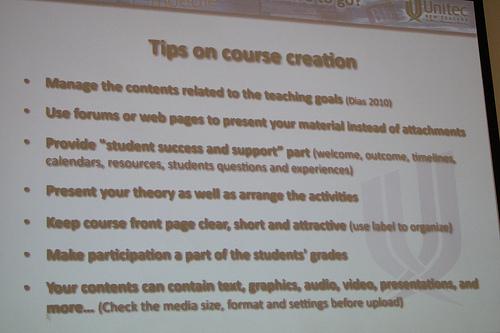 to go?
Unitec
NEW ZEALAND
Tips on course creation
• Manage the contents related to the teaching goals (Dias 2010)
• Use forums or web pages to present your material instead of attachments
• Provide "student success and support" part (welcome, outcome, timelines,
calendars, resources, students questions and experiences)
• Present your theory as well as arrange the activities
• Keep course front page clear, short and attractive (use label to organize)
• Make participation a part of the students' grades
• Your contents can contain text, graphics, audio, video, presentations, and
more... (Check the media size, format and settings before upload)